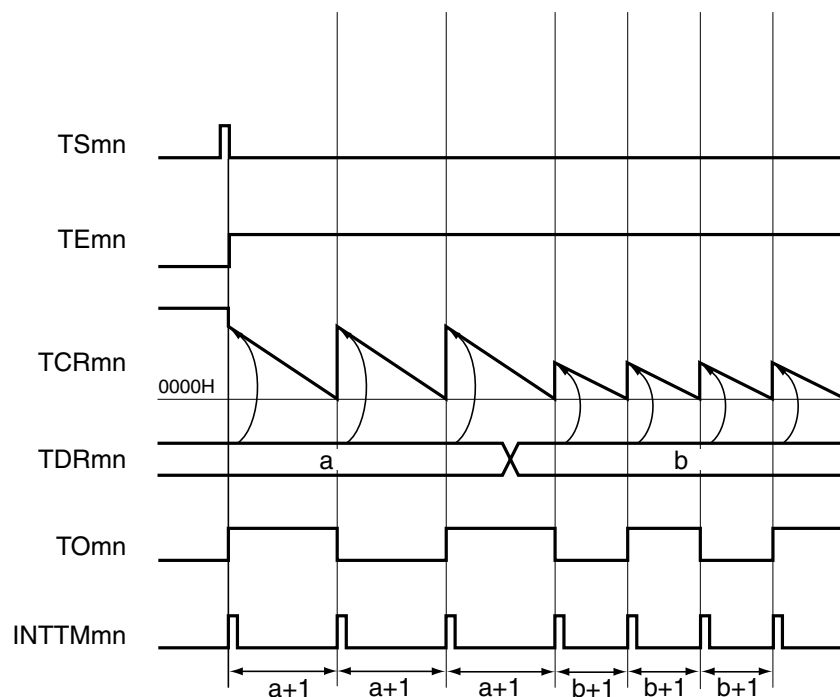 TSmn
TEmn
TCRmn
0000H
TDRmn
a
b
TOmn
INTTMmn
a+1
a+1
a+1
b+1
b+1
b+1